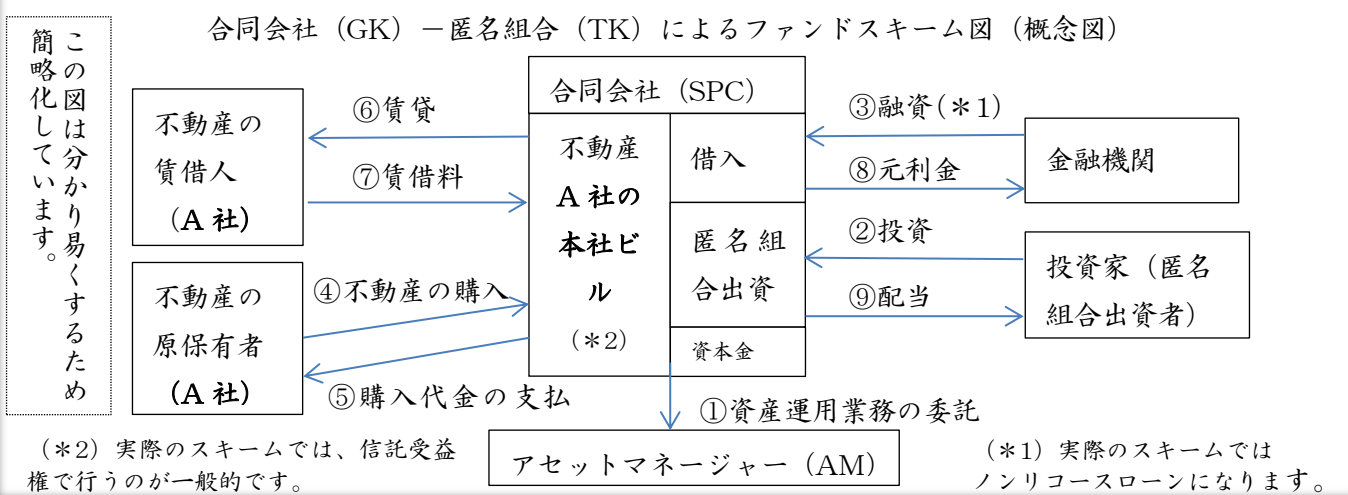 合同会社（GK）－匿名組合（TK）によるファンドスキーム図（概念図）
この図は分かり易くするため
簡略化しています。
不動産の
賃借人
（A 社）
⑥賃貸
⑦賃借料
不動産の
原保有者
（A 社）
④不動産の購入
⑤購入代金の支払
合同会社（SPC）
不動産
A 社の
本社ビ
ル
（＊2）
借入
匿名組
合出資
資本金
③融資(＊1)
⑧元利金
金融機関
②投資
⑨配当
投資家（匿名
組合出資者）
①資産運用業務の委託
アセットマネージャー（AM）
（＊2）実際のスキームでは、信託受益
権で行うのが一般的です。
（＊1）実際のスキームでは
ノンリコースローンになります。